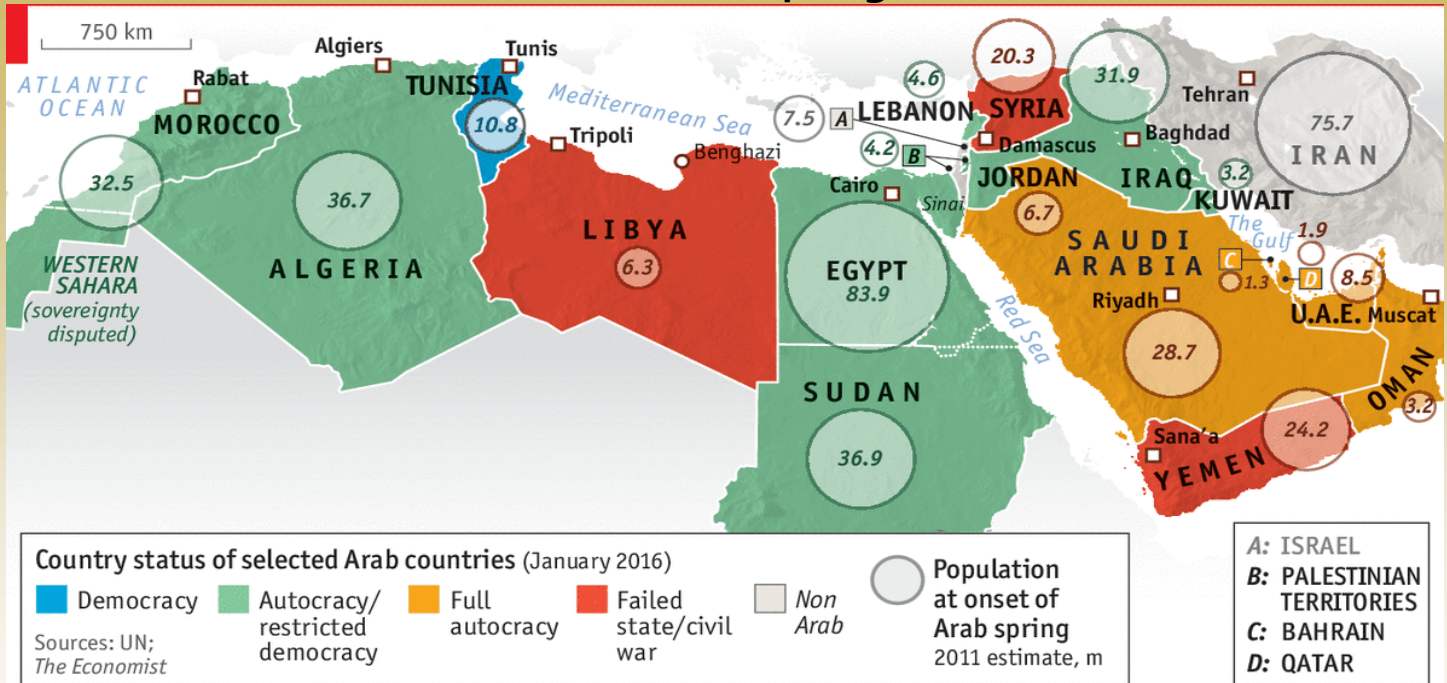 750 km
Algiers
Tunis
ATLANTIC
OCEAN
Rabat
TUNISIA
MOROCCO
10.8
Mediterranean Sea
Tripoli
Benghazi
32.5
36.7
ALGERIA
LIBYA
6.3
WESTERN
SAHARA
(sovereignty
disputed)
20.3
4.6
31.9
7.5
A
LEBANON
SYRIA
Tehran
75.7
IRAN
4.2
B
Damascus
Baghdad
Cairo
JORDAN
IRAQ
3.2
KUWAIT
Sinai
6.7
The
Gulf
1.9
SAUDI
ARABIA
C
1.3
D
8.5
EGYPT
83.9
Riyadh
U.A.E.
Muscat
Red Sea
28.7
OMAN
3.2
SUDAN
36.9
Sana'a
YEMEN
24.2
Country status of selected Arab countries (January 2016)
Democracy
Autocracy/
restricted
democracy
Full
autocracy
Failed
state/civil
war
Non
Arab
Population
at onset of
Arab spring
2011 estimate, m
Sources: UN;
The Economist
A: ISRAEL
B: PALESTINIAN
TERRITORIES
C: BAHRAIN
D: QATAR